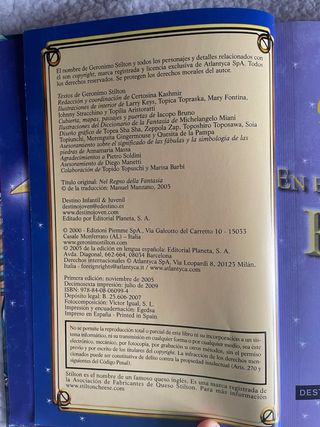 El nombre de Geronimo Stilton y todos los personajes y detalles relacionados con
él son copyright, marca registrada y licencia exclusiva de Atlantyca SpA. Todos
los derechos reservados. Se protegen los derechos morales del autor.
Textos de Geronimo Stilton
Redacción y coordinación de Certosina Kashmir
Ilustraciones de interior de Larry Keys, Topica Topraska, Mary Fontina,
Johnny Stracchino y Topilia Aristoratti
Cubierta, mapas, paisajes y puertas de Iacopo Bruno
Ilustraciones del Diccionario de la Fantasía de Michelangelo Miani
Diseño gráfico de Topea Sha Sha, Zeppola Zap, Toposhiro Toposawa, Soia
Topiunchi, Merenguita Gingermouse y Quesita de la Pampa
Asesoramiento sobre el significado de las fábulas y la simbología de las
piedras de Annamaria Massa
Agradecimientos a Pietro Soldini
Asesoramiento de Diego Manetti
Colaboración de Topido Topucchi y Marisa Barbi
Título original: Nel Regno della Fantasia
© de la traducción: Manuel Manzano, 2005
Destino Infantil & Juvenil
destinojoven@edestino.es
www.destinojoven.com
Editado por Editorial Planeta, S. A.
© 2000 - Edizioni Piemme S.p.A., Via Galeotto del Carretto 10 - 15033
Casale Monferrato (AL) – Italia
www.geronimostilton.com
© 2005 de la edición en lengua española: Editorial Planeta, S. A.
Avda. Diagonal, 662-664, 08034 Barcelona
Derechos internacionales © Atlantyca S.p.A, Via Leopardi 8, 20123 Milán.
Italia - foreignrights@atlantyca.it / www.atlantyca.com
Primera edición: noviembre de 2005
Decimosexta impresión: julio de 2009
ISBN: 978-84-08-06099-4
Depósito legal: B. 25.606-2007
Fotocomposición: Víctor Igual, S. L.
Impresión y encuadernación: Egedsa
Impreso en España - Printed in Spain
No se permite la reproducción total o parcial de este libro ni su incorporación a un sis-
tema informático, ni su transmisión en cualquier forma o por cualquier medio, sea éste
electrónico, mecánico, por fotocopia, por grabación u otros métodos, sin el permiso
previo y por escrito de los titulares del copyright. La infracción de los derechos mencio-
nados puede ser constitutiva de delito contra la propiedad intelectual (Arts. 270 y
siguientes del Código Penal).
Stilton es el nombre de un famoso queso inglés. Es una marca registrada de
la Asociación de Fabricantes de Queso Stilton. Para más información
www.stiltoncheese.com
EN
DEST